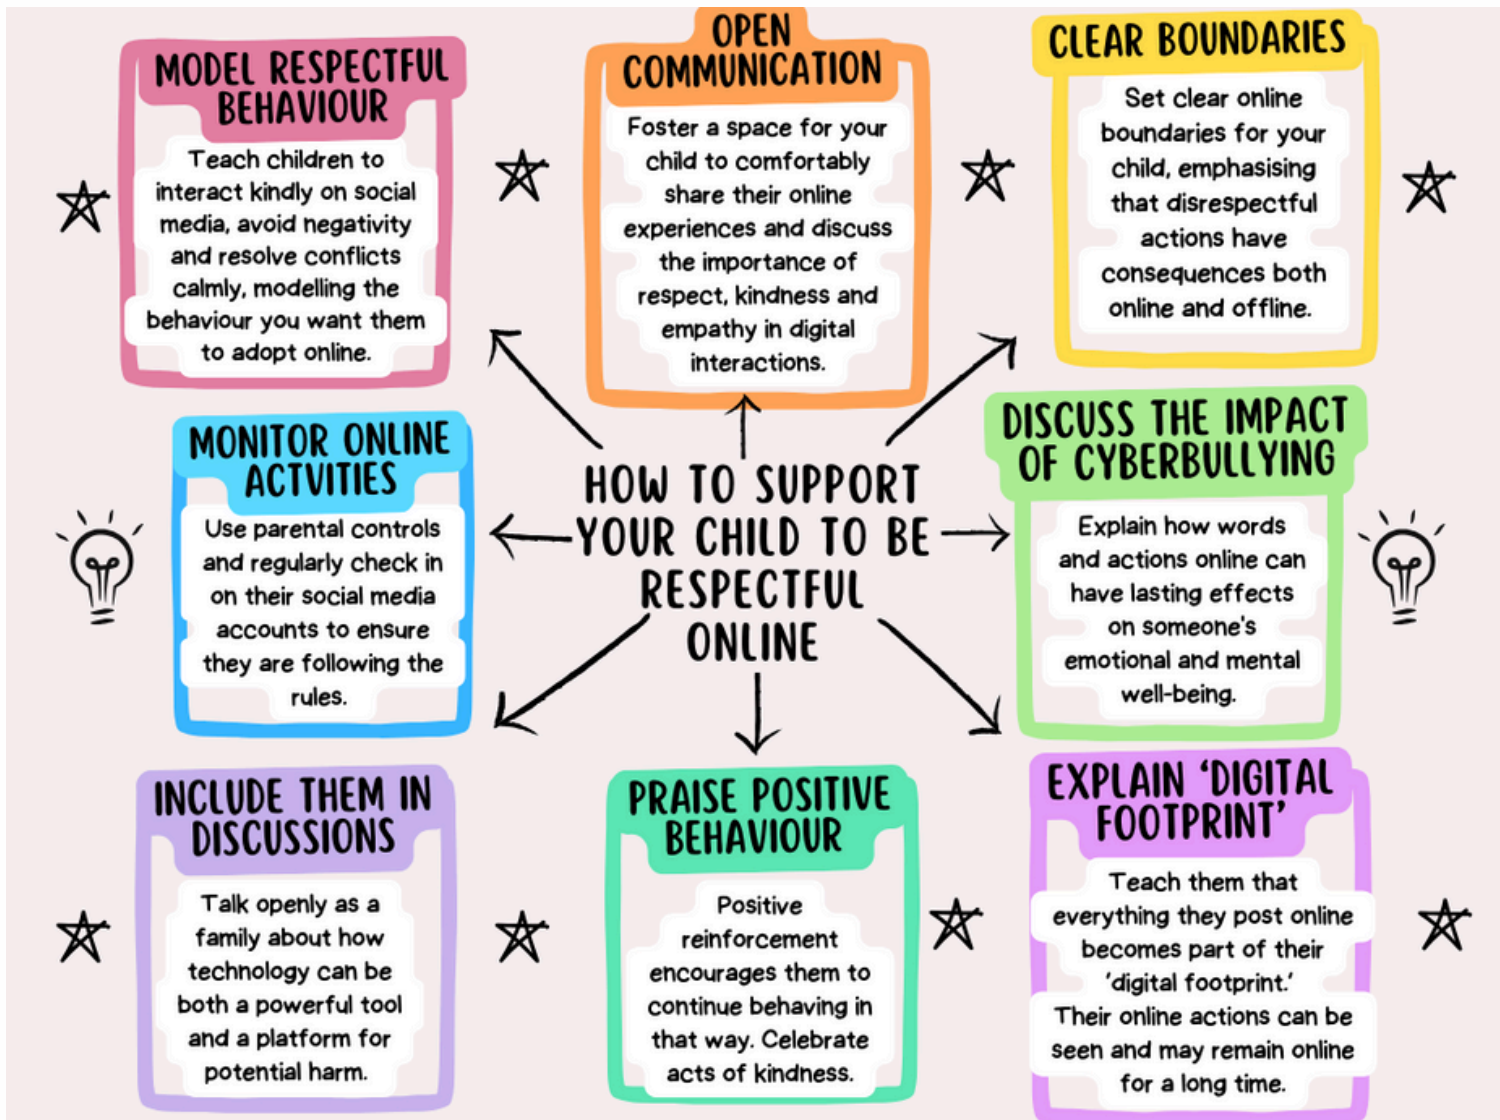 MODEL RESPECTFUL
BEHAVIOUR
Teach children to
interact kindly on social
media, avoid negativity
and resolve conflicts
calmly, modelling the
behaviour you want them
to adopt online.
OPEN
COMMUNICATION
Foster a space for your
child to comfortably
share their online
experiences and discuss
the importance of
respect, kindness and
empathy in digital
interactions.
CLEAR BOUNDARIES
Set clear online
boundaries for your
child, emphasising
that disrespectful
actions have
consequences both
online and offline.
MONITOR ONLINE
ACTVITIES
Use parental controls
and regularly check in
on their social media
accounts to ensure
they are following the
rules.
HOW TO SUPPORT
YOUR CHILD TO BE
RESPECTFUL
ONLINE
DISCUSS THE IMPACT
OF CYBERBULLYING
Explain how words
and actions online can
have lasting effects
on someone's
emotional and mental
well-being.
INCLUDE THEM IN
DISCUSSIONS
Talk openly as a
family about how
technology can be
both a powerful tool
and a platform for
potential harm.
PRAISE POSITIVE
BEHAVIOUR
Positive
reinforcement
encourages them to
continue behaving in
that way. Celebrate
acts of kindness.
EXPLAIN ‘DIGITAL
FOOTPRINT’
Teach them that
everything they post online
becomes part of their
‘digital footprint.’
Their online actions can be
seen and may remain online
for a long time.